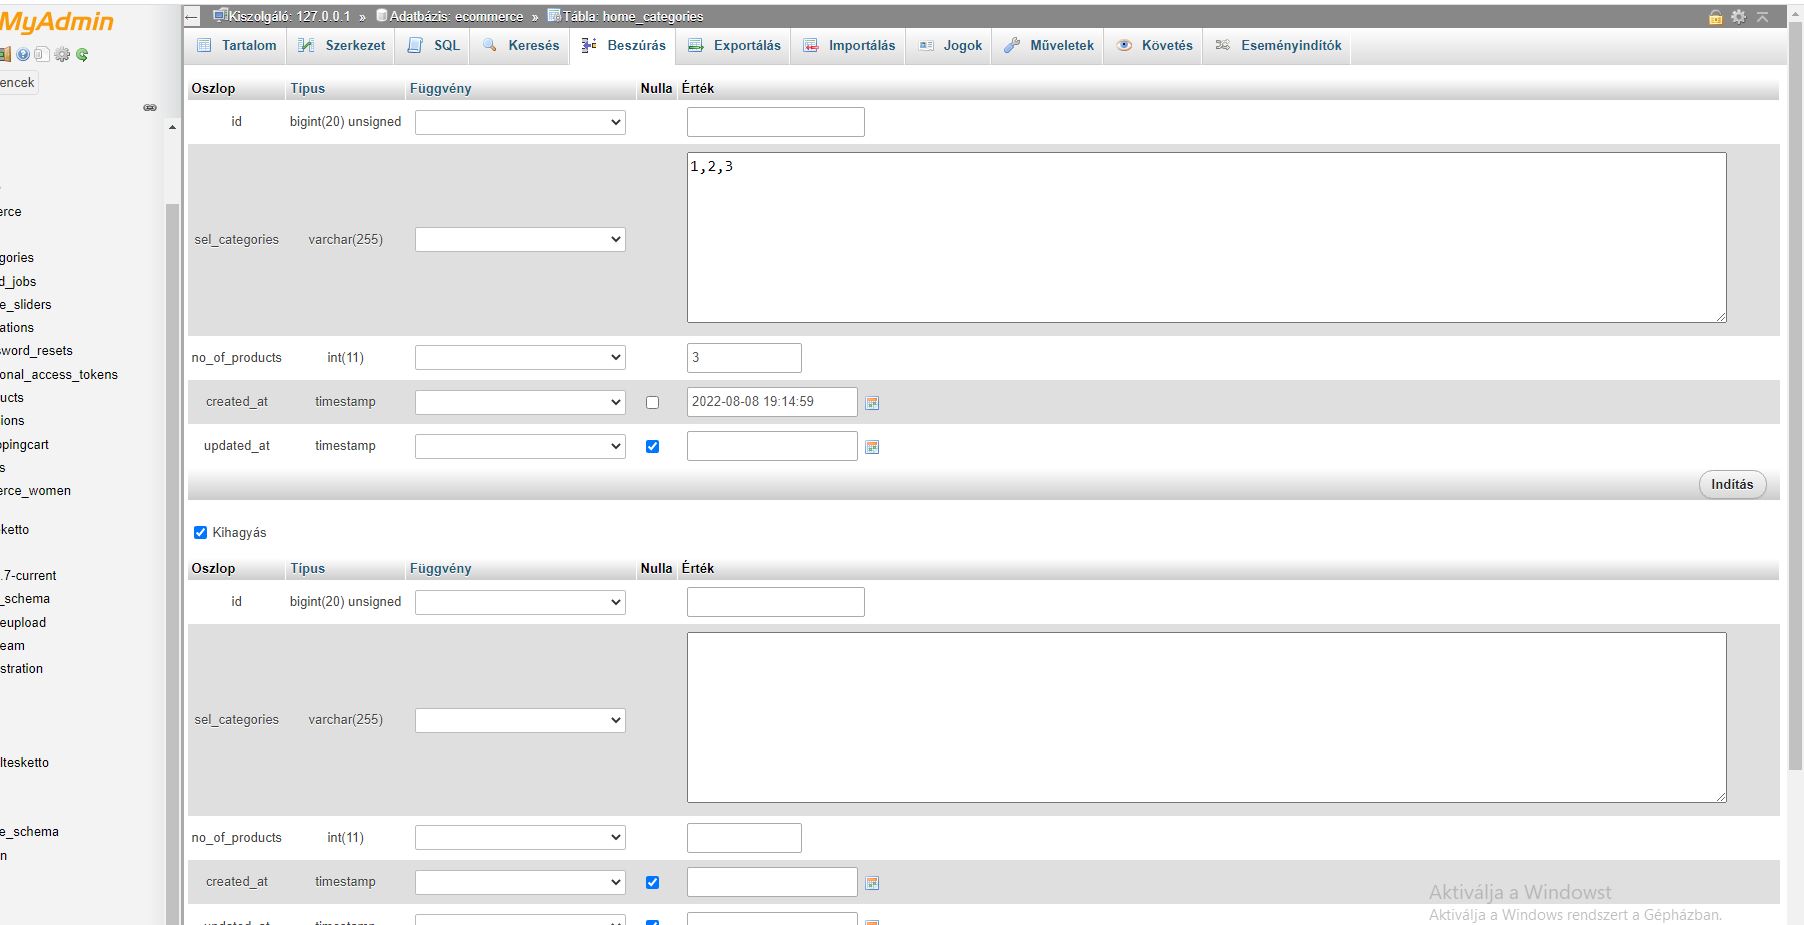 MyAdmin
encek
erce
gories
d_jobs
e_sliders
ations
sword_resets
onal_access_tokens
ucts
ions
ppingcart
s
erce_women
ketto
.7-current
_schema
eupload
eam
stration
ltesketto
e_schema
n
Kiszolgáló: 127.0.0.1 » Adatbázis: ecommerce » Tábla: home_categories
Tartalom Szerkezet SQL Keresés Beszúrás Exportálás Importálás Jogok Műveletek Követés Eseményindítók
Oszlop Típus Függvény Nulla Érték
id bigint(20) unsigned
sel_categories varchar(255) 1,2,3
no_of_products int(11) 3
created_at timestamp 2022-08-08 19:14:59
updated_at timestamp
Indítás
Kihagyás
Oszlop Típus Függvény Nulla Érték
id bigint(20) unsigned
sel_categories varchar(255)
no_of_products int(11)
created_at timestamp
updated_at timestamp
Aktiválja a Windowst
Aktiválja a Windows rendszert a Gépházban.